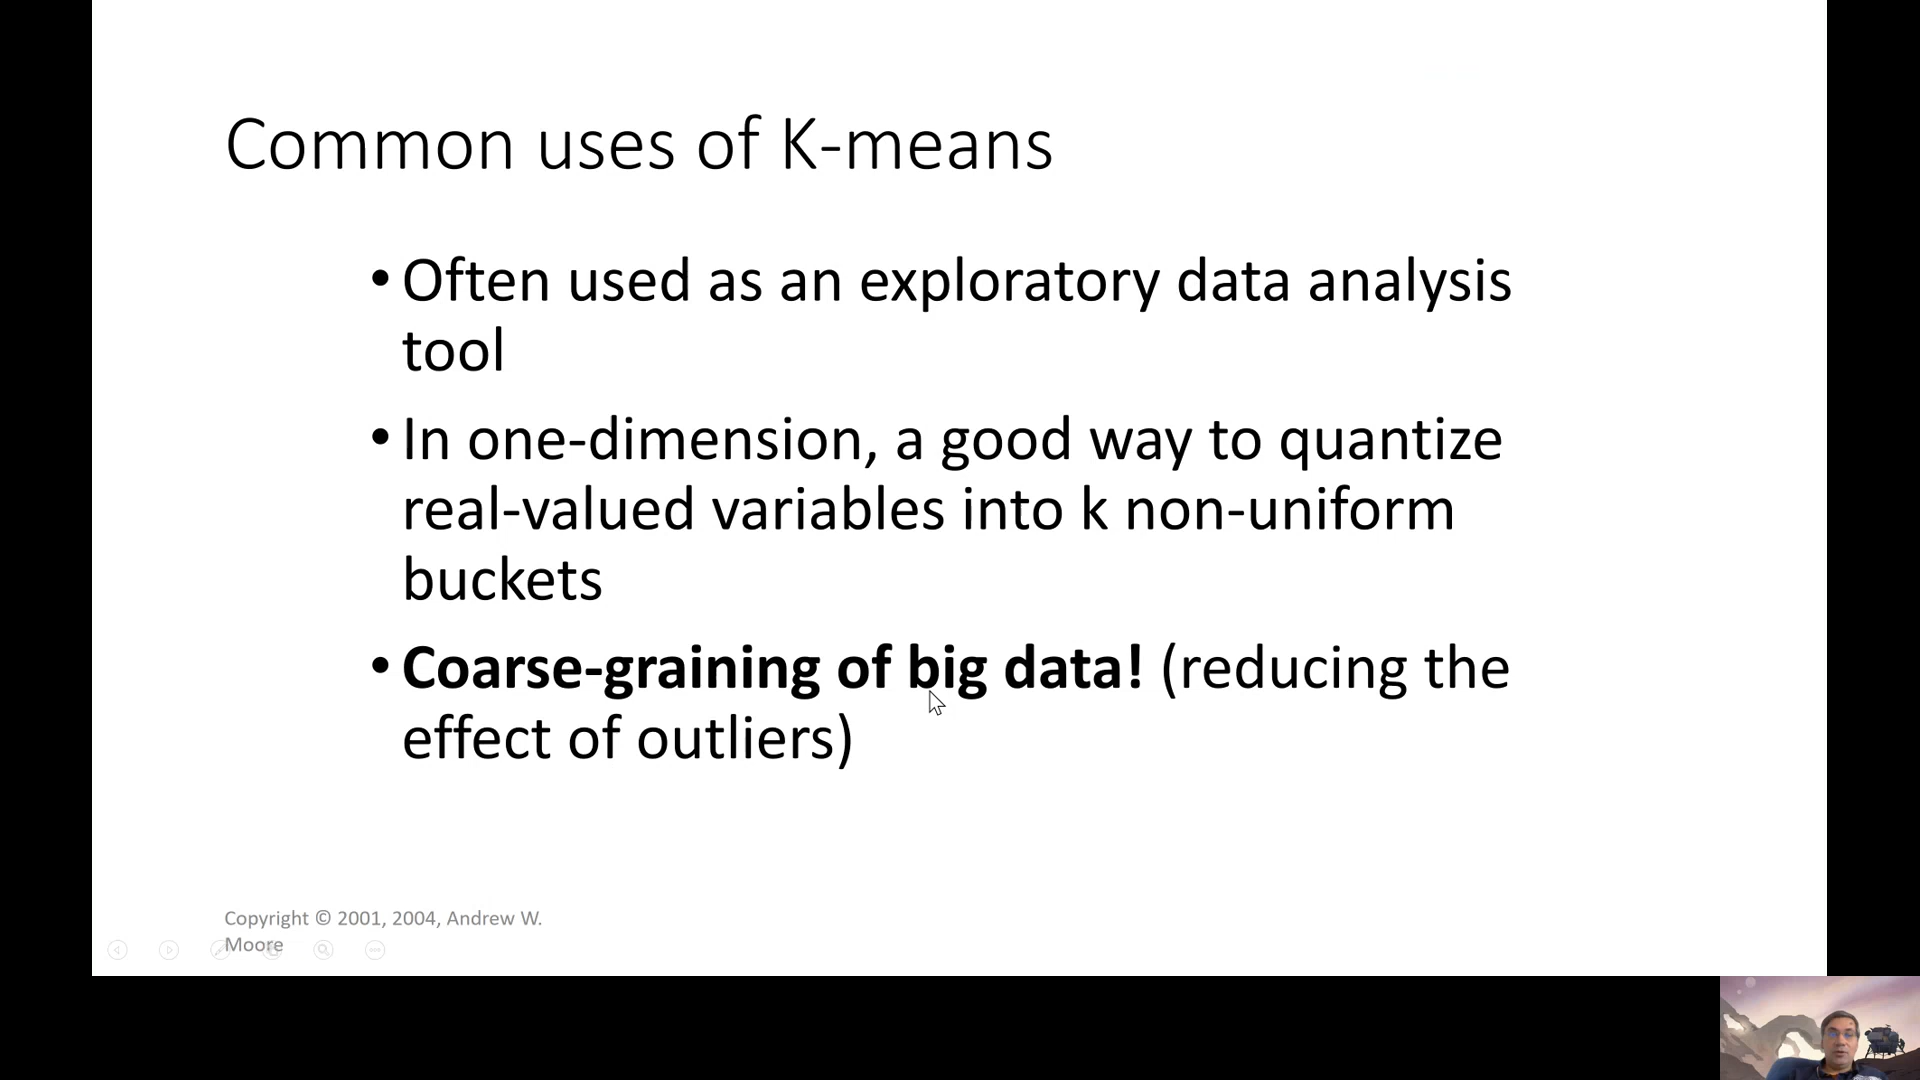 Common uses of K-means
• Often used as an exploratory data analysis
tool
• In one-dimension, a good way to quantize
real-valued variables into k non-uniform
buckets
• Coarse-graining of big data! (reducing the
effect of outliers)
Copyright © 2001, 2004, Andrew W.
Moore